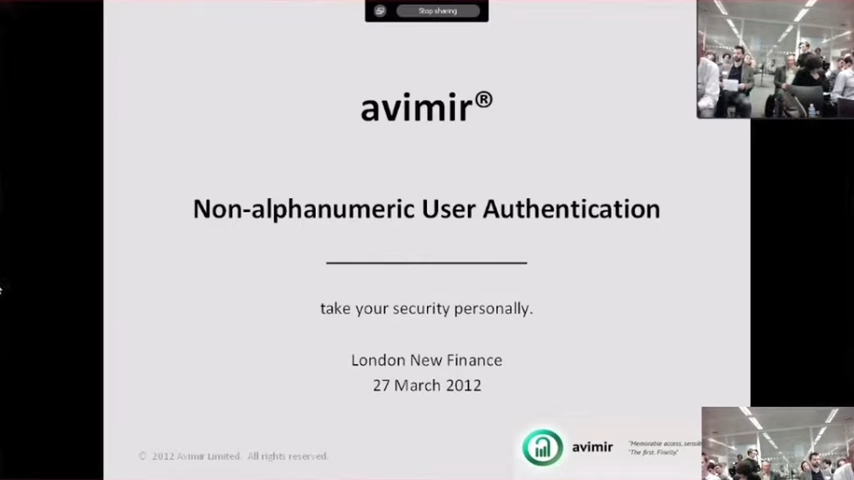 Stop sharing
avimir®
Non-alphanumeric User Authentication
take your security personally.
London New Finance
27 March 2012
© 2012 Avimir Limited. All rights reserved.
avimir
"Memorable access, 
"The first. Finally."